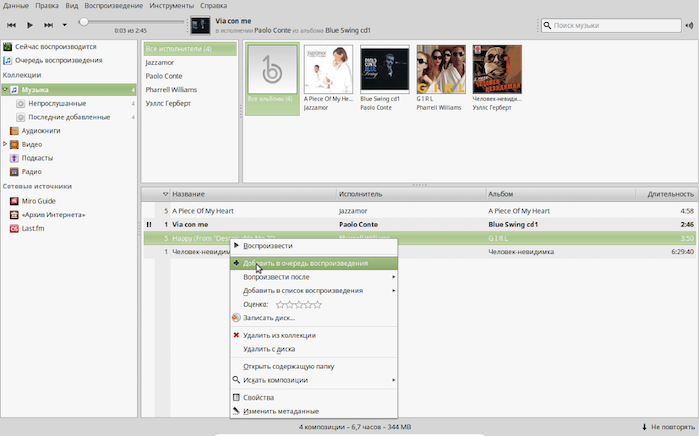 Данные Правка Вид Воспроизведение Инструменты Справка
Via con me
в исполнении Paolo Conte из альбома Blue Swing cd1
0:03 из 2:45
Поиск музыки
Сейчас воспроизводится
Очередь воспроизведения
Коллекции
Музыка 4
Непрослушанные 4
Последние добавленные 4
Аудиокниги
Видео
Подкасты
Радио
Сетевые источники
Miro Guide
«Архив Интернета»
Last.fm
Все исполнители (4)
Jazzamor
Paolo Conte
Pharrell Williams
Уэллс Герберт
Все альбомы (4)
A Piece Of My He...
Jazzamor
Blue Swing cd1
Paolo Conte
G I R L
Pharrell Williams
Человек-невиди...
Уэллс Герберт
Название Исполнитель Альбом Длительность
5 A Piece Of My Heart Jazzamor A Piece Of My Heart 4:58
1 Via con me Paolo Conte Blue Swing cd1 2:46
5 Happy (From "Despicable Me 2") Pharrell Williams G I R L 3:50
1 Человек-невидим Человек-невидимка 6:29:40
Воспроизвести
Добавить в очередь воспроизведения
Вопроизвести после
Добавить в список воспроизведения
Оценка:
Записать диск...
Удалить из коллекции
Удалить с диска
Открыть содержащую папку
Искать композиции
Свойства
Изменить метаданные
4 композиции – 6,7 часов – 344 MB
Не повторять